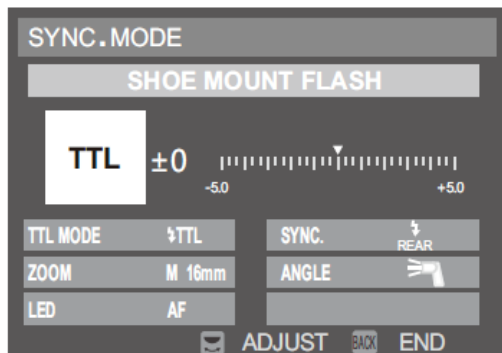 SYNC.MODE
SHOE MOUNT FLASH
TTL ±0
-5.0 +5.0
TTL MODE TTL SYNC. REAR
ZOOM M 16mm ANGLE
LED AF
ADJUST BACK END